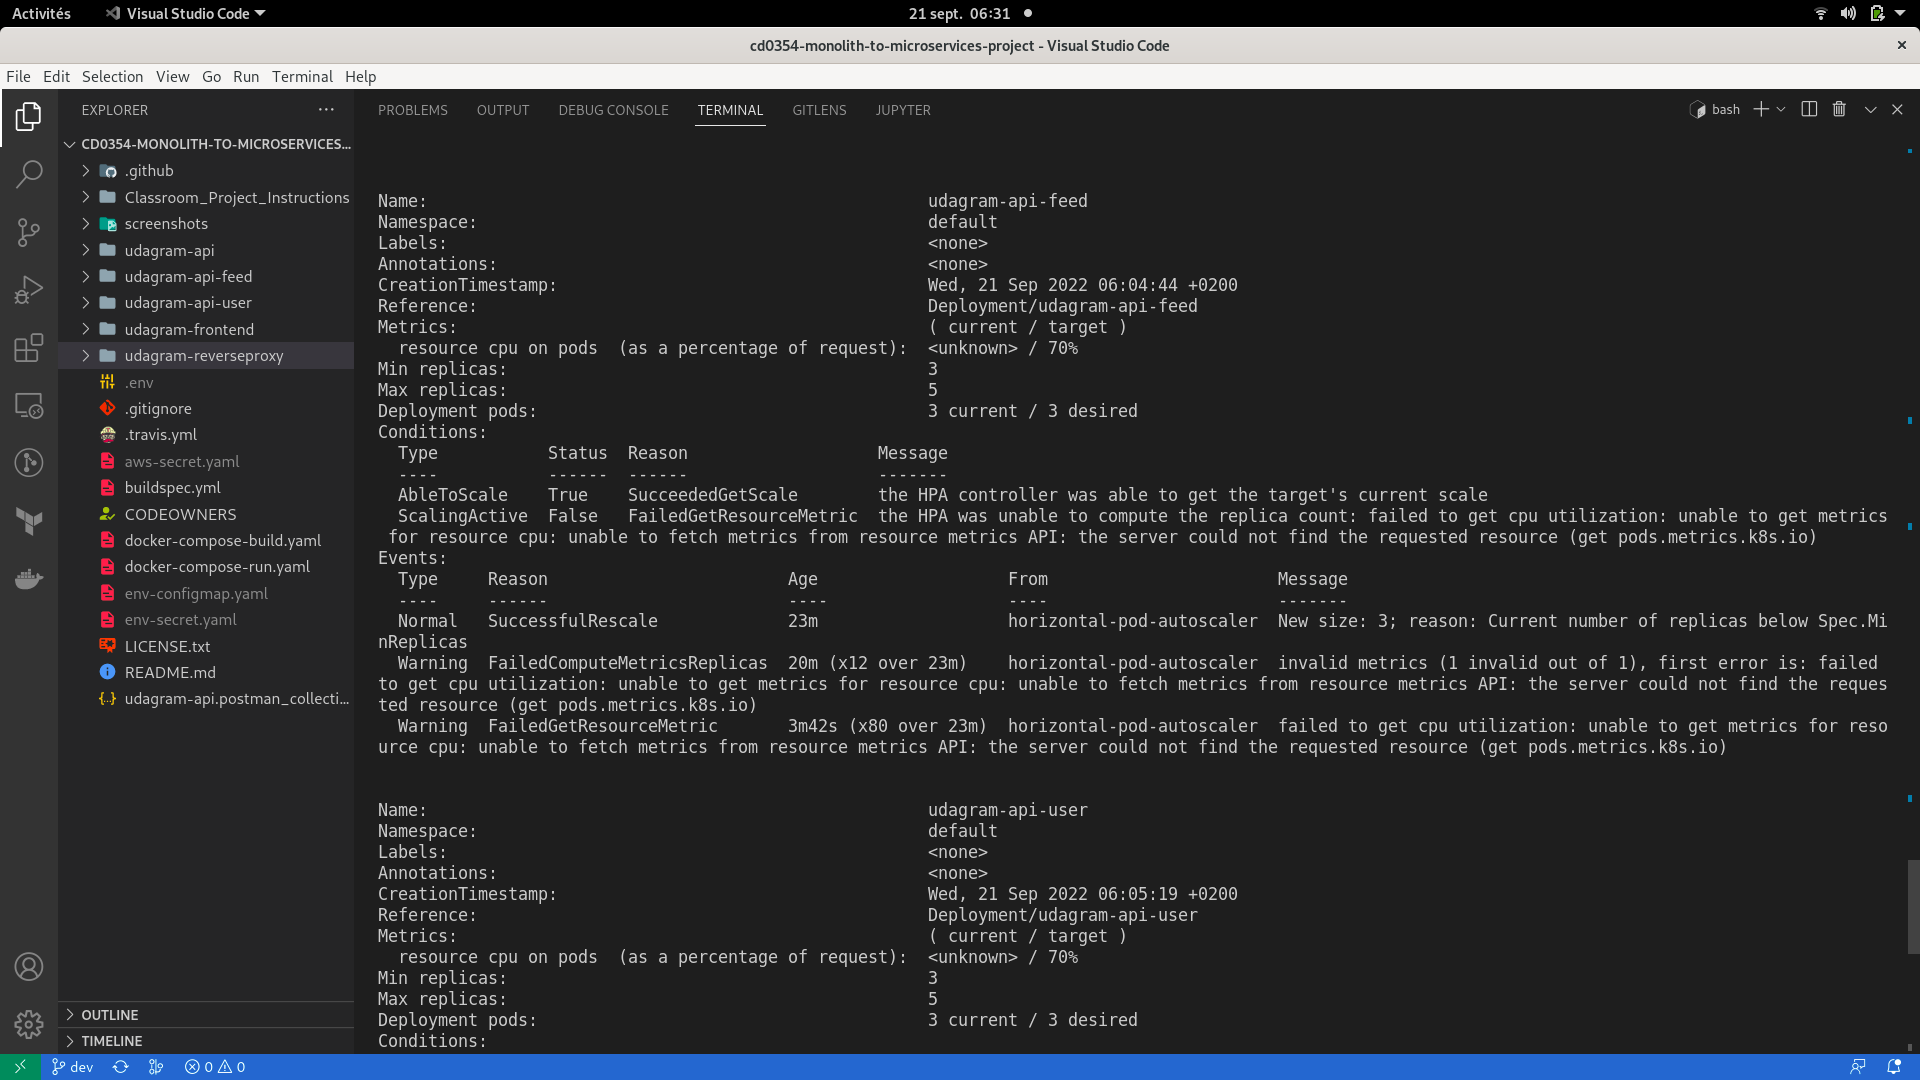 Activités Visual Studio Code 21 sept. 06:31
cd0354-monolith-to-microservices-project - Visual Studio Code
File Edit Selection View Go Run Terminal Help
EXPLORER
CD0354-MONOLITH-TO-MICROSERVICES...
.github
Classroom_Project_Instructions
screenshots
udagram-api
udagram-api-feed
udagram-api-user
udagram-frontend
udagram-reverseproxy
.env
.gitignore
.travis.yml
aws-secret.yaml
buildspec.yml
CODEOWNERS
docker-compose-build.yaml
docker-compose-run.yaml
env-configmap.yaml
env-secret.yaml
LICENSE.txt
README.md
udagram-api.postman_collecti...
OUTLINE
TIMELINE
PROBLEMS OUTPUT DEBUG CONSOLE TERMINAL GITLENS JUPYTER bash
Name: udagram-api-feed
Namespace: default
Labels: <none>
Annotations: <none>
CreationTimestamp: Wed, 21 Sep 2022 06:04:44 +0200
Reference: Deployment/udagram-api-feed
Metrics: ( current / target )
resource cpu on pods (as a percentage of request): <unknown> / 70%
Min replicas: 3
Max replicas: 5
Deployment pods: 3 current / 3 desired
Conditions:
Type Status Reason Message
---- ------ ------ -------
AbleToScale True SucceededGetScale the HPA controller was able to get the target's current scale
ScalingActive False FailedGetResourceMetric the HPA was unable to compute the replica count: failed to get cpu utilization: unable to get metrics
for resource cpu: unable to fetch metrics from resource metrics API: the server could not find the requested resource (get pods.metrics.k8s.io)
Events:
Type Reason Age From Message
---- ------ ---- ---- -------
Normal SuccessfulRescale 23m horizontal-pod-autoscaler New size: 3; reason: Current number of replicas below Spec.Mi
nReplicas
Warning FailedComputeMetricsReplicas 20m (x12 over 23m) horizontal-pod-autoscaler invalid metrics (1 invalid out of 1), first error is: failed
to get cpu utilization: unable to get metrics for resource cpu: unable to fetch metrics from resource metrics API: the server could not find the reques
ted resource (get pods.metrics.k8s.io)
Warning FailedGetResourceMetric 3m42s (x80 over 23m) horizontal-pod-autoscaler failed to get cpu utilization: unable to get metrics for reso
urce cpu: unable to fetch metrics from resource metrics API: the server could not find the requested resource (get pods.metrics.k8s.io)
Name: udagram-api-user
Namespace: default
Labels: <none>
Annotations: <none>
CreationTimestamp: Wed, 21 Sep 2022 06:05:19 +0200
Reference: Deployment/udagram-api-user
Metrics: ( current / target )
resource cpu on pods (as a percentage of request): <unknown> / 70%
Min replicas: 3
Max replicas: 5
Deployment pods: 3 current / 3 desired
Conditions:
dev 0 0